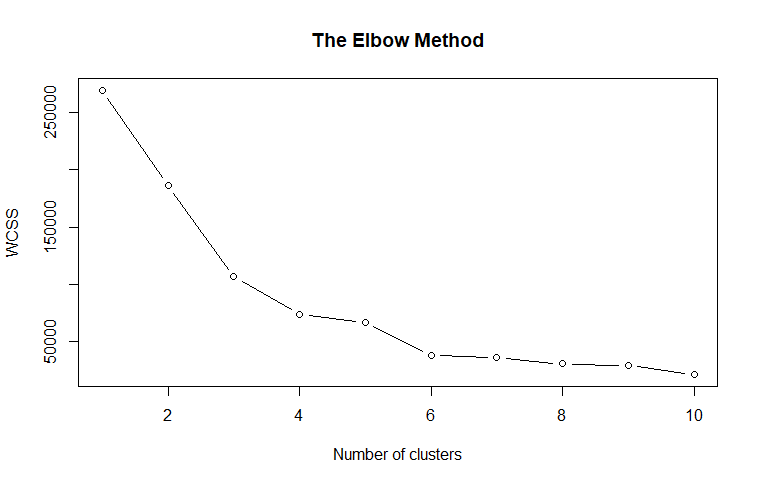 The Elbow Method
WCSS
250000
150000
50000
2 4 6 8 10
Number of clusters